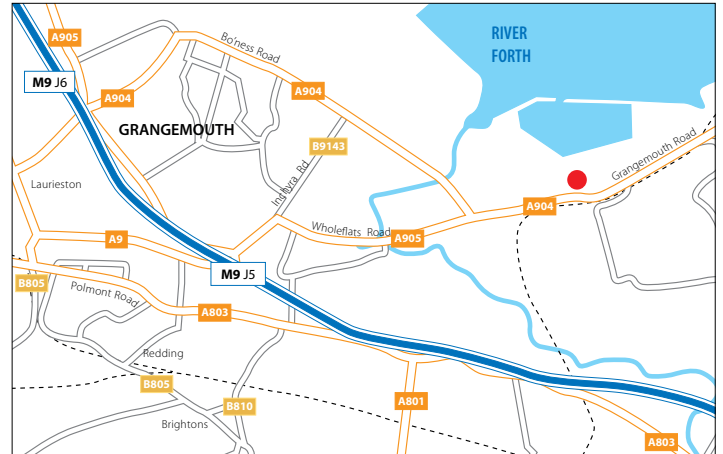 A905
Bo'ness Road
RIVER
FORTH
M9 J6
A904
A904
GRANGEMOUTH
B9143
Grangemouth Road
Inchyra Rd
Laurieston
A904
Wholeflats Road
A9
A905
M9 J5
B805
Polmont Road
A803
Redding
B805
A801
B810
Brightons
A803